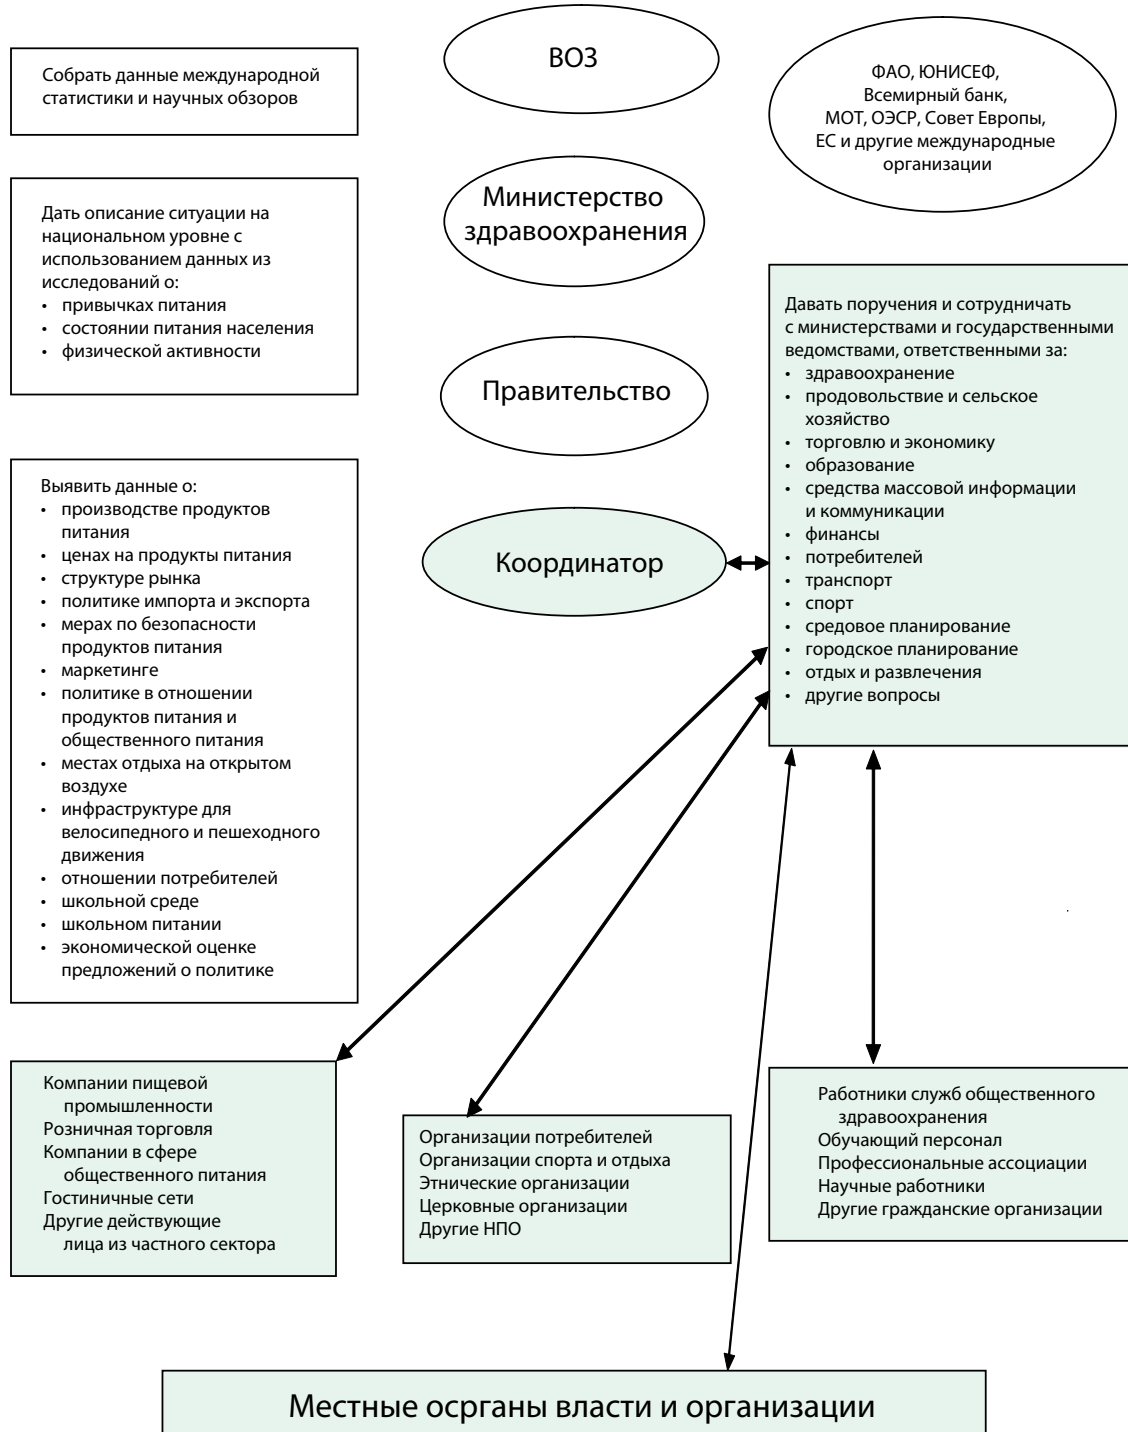 ВОЗ
Собрать данные международной
статистики и научных обзоров
ФАО, ЮНИСЕФ,
Всемирный банк,
МОТ, ОЭСР, Совет Европы,
ЕС и другие международные
организации
Министерство
здравоохранения
Дать описание ситуации на
национальном уровне с
использованием данных из
исследований о:
• привычках питания
• состоянии питания населения
• физической активности
Правительство
Давать поручения и сотрудничать
с министерствами и государственными
ведомствами, ответственными за:
• здравоохранение
• продовольствие и сельское
хозяйство
• торговлю и экономику
• образование
• средства массовой информации
и коммуникации
• финансы
• потребителей
• транспорт
• спорт
• средовое планирование
• городское планирование
• отдых и развлечения
• другие вопросы
Координатор
Выявить данные о:
• производстве продуктов
питания
• ценах на продукты питания
• структуре рынка
• политике импорта и экспорта
• мерах по безопасности
продуктов питания
• маркетинге
• политике в отношении
продуктов питания и
общественного питания
• местах отдыха на открытом
воздухе
• инфраструктуре для
велосипедного и пешеходного
движения
• отношении потребителей
• школьной среде
• школьном питании
• экономической оценке
предложений о политике
Компании пищевой
промышленности
Розничная торговля
Компании в сфере
общественного питания
Гостиничные сети
Другие действующие
лица из частного сектора
Организации потребителей
Организации спорта и отдыха
Этнические организации
Церковные организации
Другие НПО
Работники служб общественного
здравоохранения
Обучающий персонал
Профессиональные ассоциации
Научные работники
Другие гражданские организации
Местные осрганы власти и организации